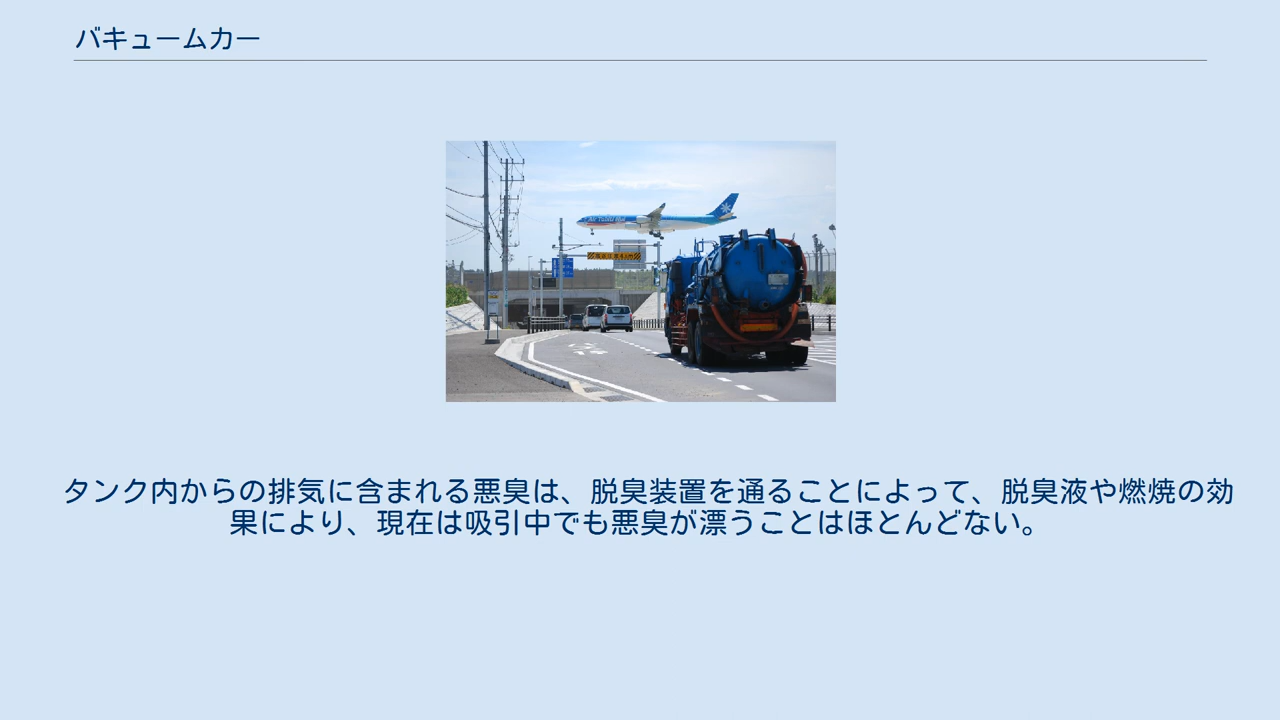 バキュームカー
タンク内からの排気に含まれる悪臭は、脱臭装置を通ることによって、脱臭液や燃焼の効
果により、現在は吸引中でも悪臭が漂うことはほとんどない。